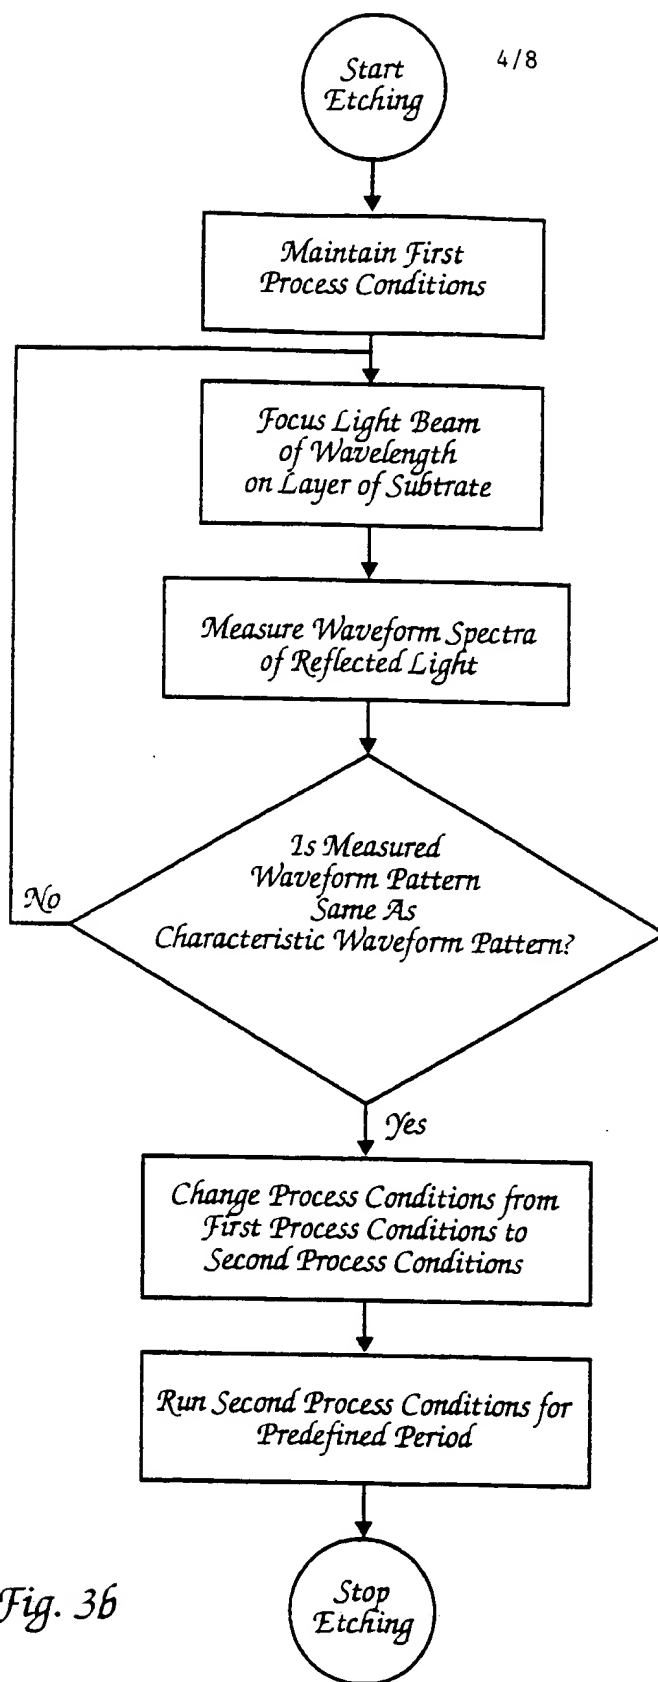 4/8
Start
Etching
Maintain First
Process Conditions
Focus Light Beam
of Wavelength
on Layer of Subtrate
Measure Waveform Spectra
of Reflected Light
Is Measured
Waveform Pattern
Same As
Characteristic Waveform Pattern?
No
Yes
Change Process Conditions from
First Process Conditions to
Second Process Conditions
Run Second Process Conditions for
Predefined Period
Stop
Etching
Fig. 3b